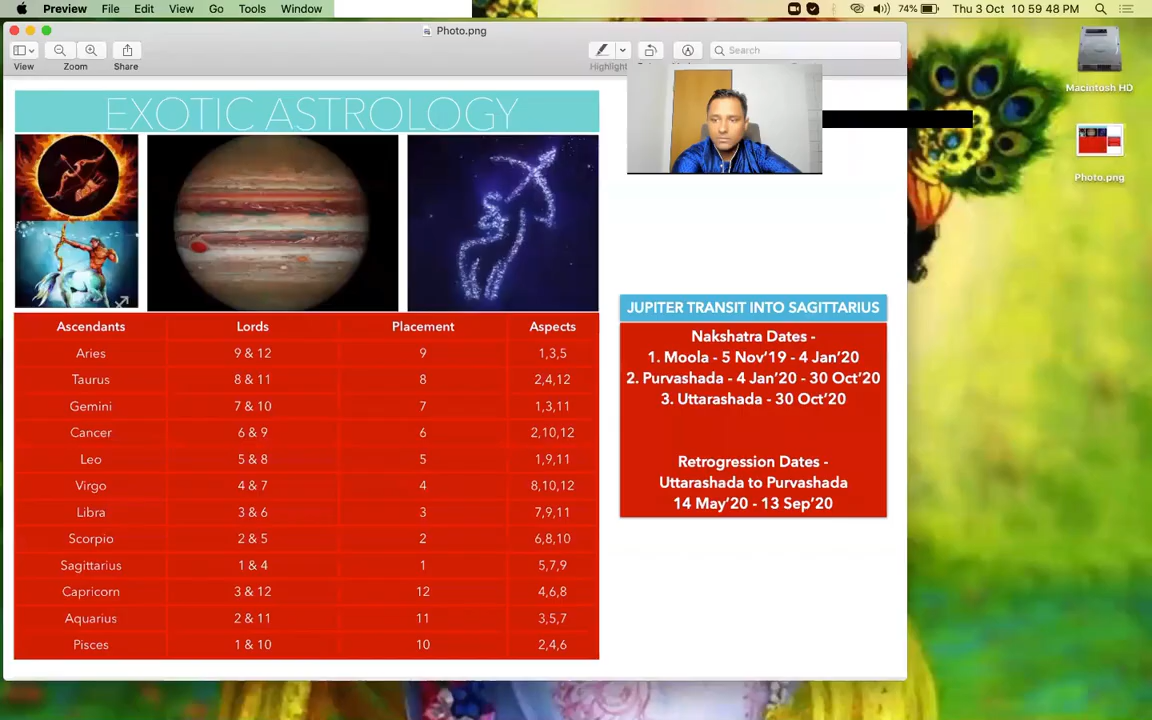 Preview File Edit View Go Tools Window 74% Thu 3 Oct 10 59 48 PM
Photo.png
View Zoom Share Highlight Search
EXOTIC ASTROLOGY
Ascendants Lords Placement Aspects
Aries 9 & 12 9 1,3,5
Taurus 8 & 11 8 2,4,12
Gemini 7 & 10 7 1,3,11
Cancer 6 & 9 6 2,10,12
Leo 5 & 8 5 1,9,11
Virgo 4 & 7 4 8,10,12
Libra 3 & 6 3 7,9,11
Scorpio 2 & 5 2 6,8,10
Sagittarius 1 & 4 1 5,7,9
Capricorn 3 & 12 12 4,6,8
Aquarius 2 & 11 11 3,5,7
Pisces 1 & 10 10 2,4,6
JUPITER TRANSIT INTO SAGITTARIUS
Nakshatra Dates -
1. Moola - 5 Nov'19 - 4 Jan'20
2. Purvashada - 4 Jan'20 - 30 Oct'20
3. Uttarashada - 30 Oct'20
Retrogression Dates -
Uttarashada to Purvashada
14 May'20 - 13 Sep'20
Macintosh HD
Photo.png